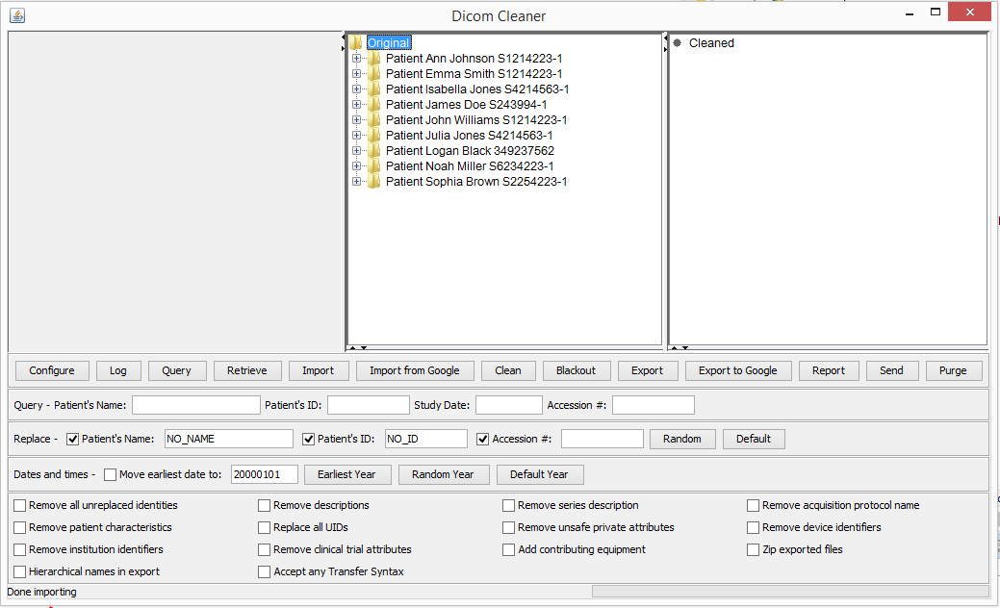 Dicom Cleaner
Original
Patient Ann Johnson S1214223-1
Patient Emma Smith S1214223-1
Patient Isabella Jones S4214563-1
Patient James Doe S243994-1
Patient John Williams S1214223-1
Patient Julia Jones S4214563-1
Patient Logan Black 349237562
Patient Noah Miller S6234223-1
Patient Sophia Brown S2254223-1
Cleaned
Configure Log Query Retrieve Import Import from Google Clean Blackout Export Export to Google Report Send Purge
Query - Patient's Name: Patient's ID: Study Date: Accession #:
Replace - Patient's Name: NO_NAME Patient's ID: NO_ID Accession #: Random Default
Dates and times - Move earliest date to: 20000101 Earliest Year Random Year Default Year
Remove all unreplaced identities Remove descriptions Remove series description Remove acquisition protocol name
Remove patient characteristics Replace all UIDs Remove unsafe private attributes Remove device identifiers
Remove institution identifiers Remove clinical trial attributes Add contributing equipment Zip exported files
Hierarchical names in export Accept any Transfer Syntax
Done importing